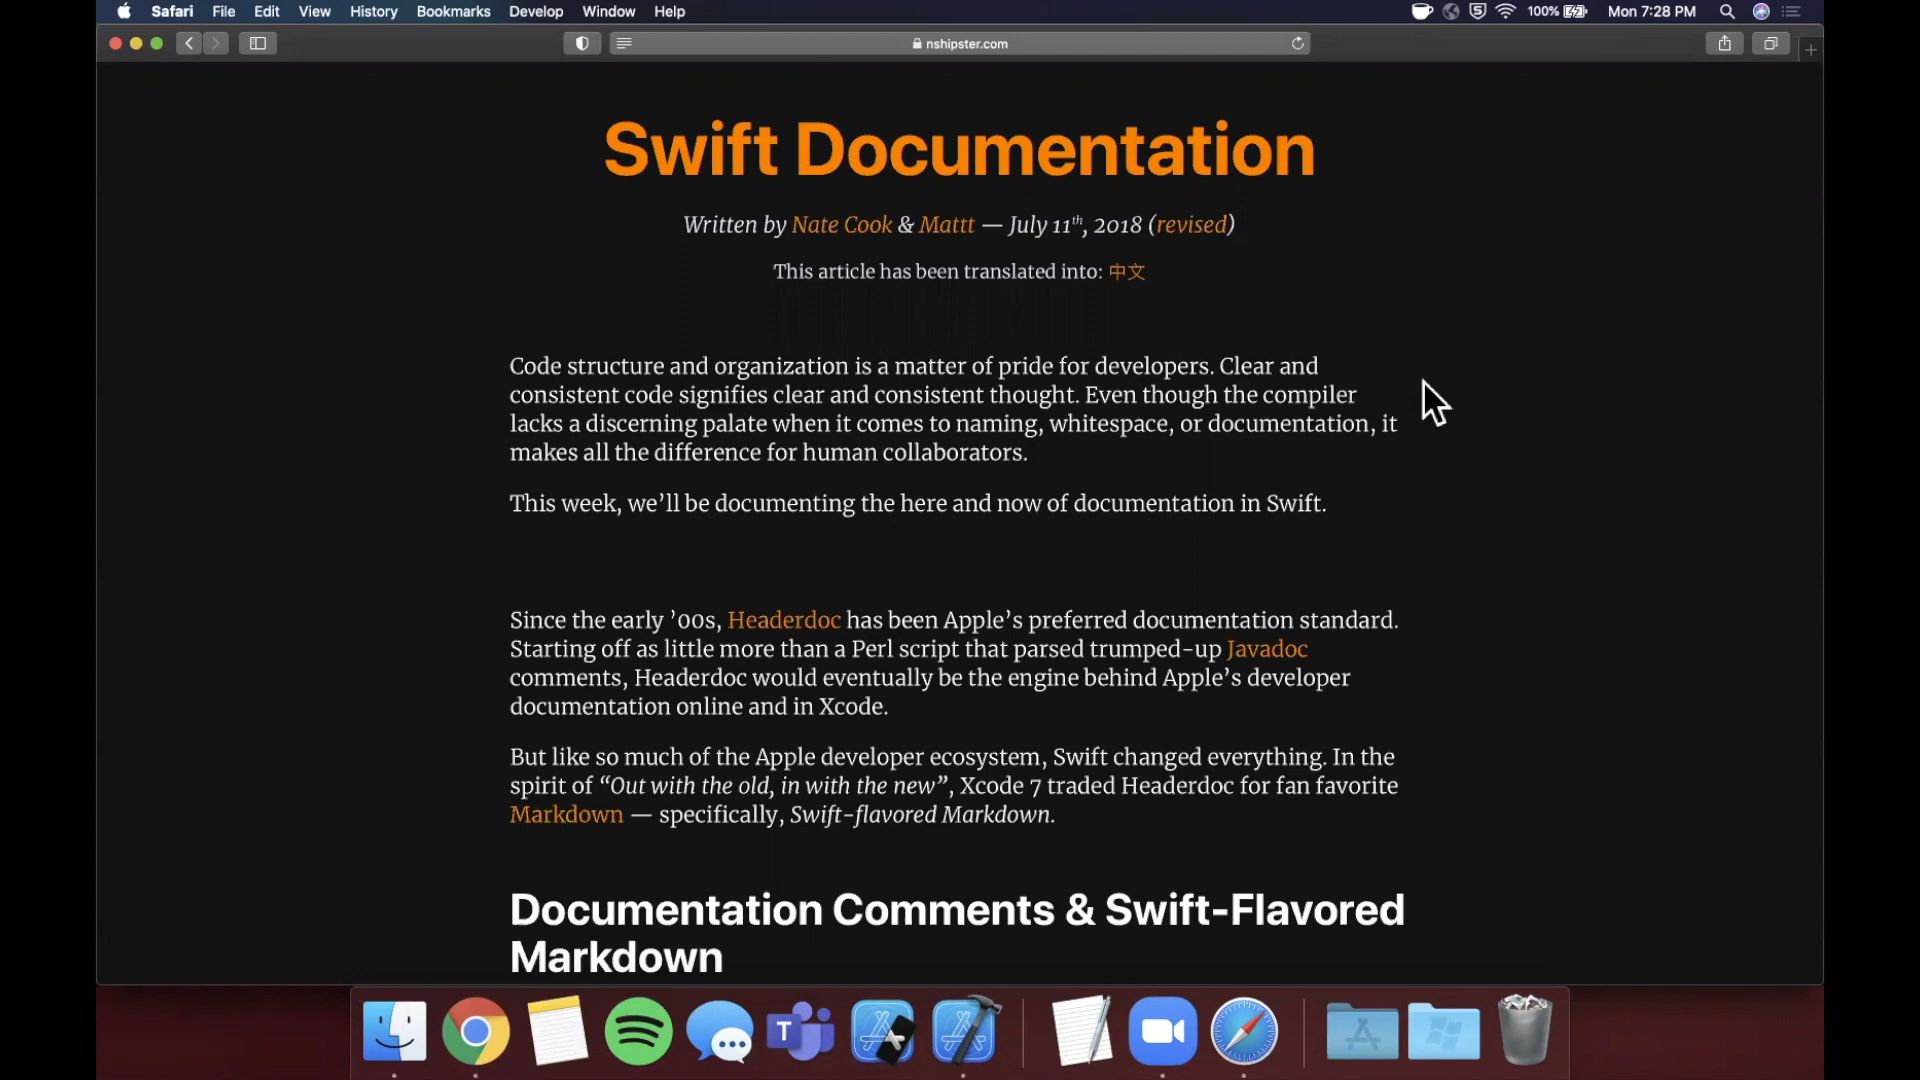 Safari File Edit View History Bookmarks Develop Window Help 100% Mon 7:28 PM
nshipster.com
Swift Documentation
Written by Nate Cook & Mattt — July 11th, 2018 (revised)
This article has been translated into: 中文
Code structure and organization is a matter of pride for developers. Clear and
consistent code signifies clear and consistent thought. Even though the compiler
lacks a discerning palate when it comes to naming, whitespace, or documentation, it
makes all the difference for human collaborators.
This week, we’ll be documenting the here and now of documentation in Swift.
Since the early ’00s, Headerdoc has been Apple’s preferred documentation standard.
Starting off as little more than a Perl script that parsed trumped-up Javadoc
comments, Headerdoc would eventually be the engine behind Apple’s developer
documentation online and in Xcode.
But like so much of the Apple developer ecosystem, Swift changed everything. In the
spirit of “Out with the old, in with the new”, Xcode 7 traded Headerdoc for fan favorite
Markdown — specifically, Swift-flavored Markdown.
Documentation Comments & Swift-Flavored
Markdown
T